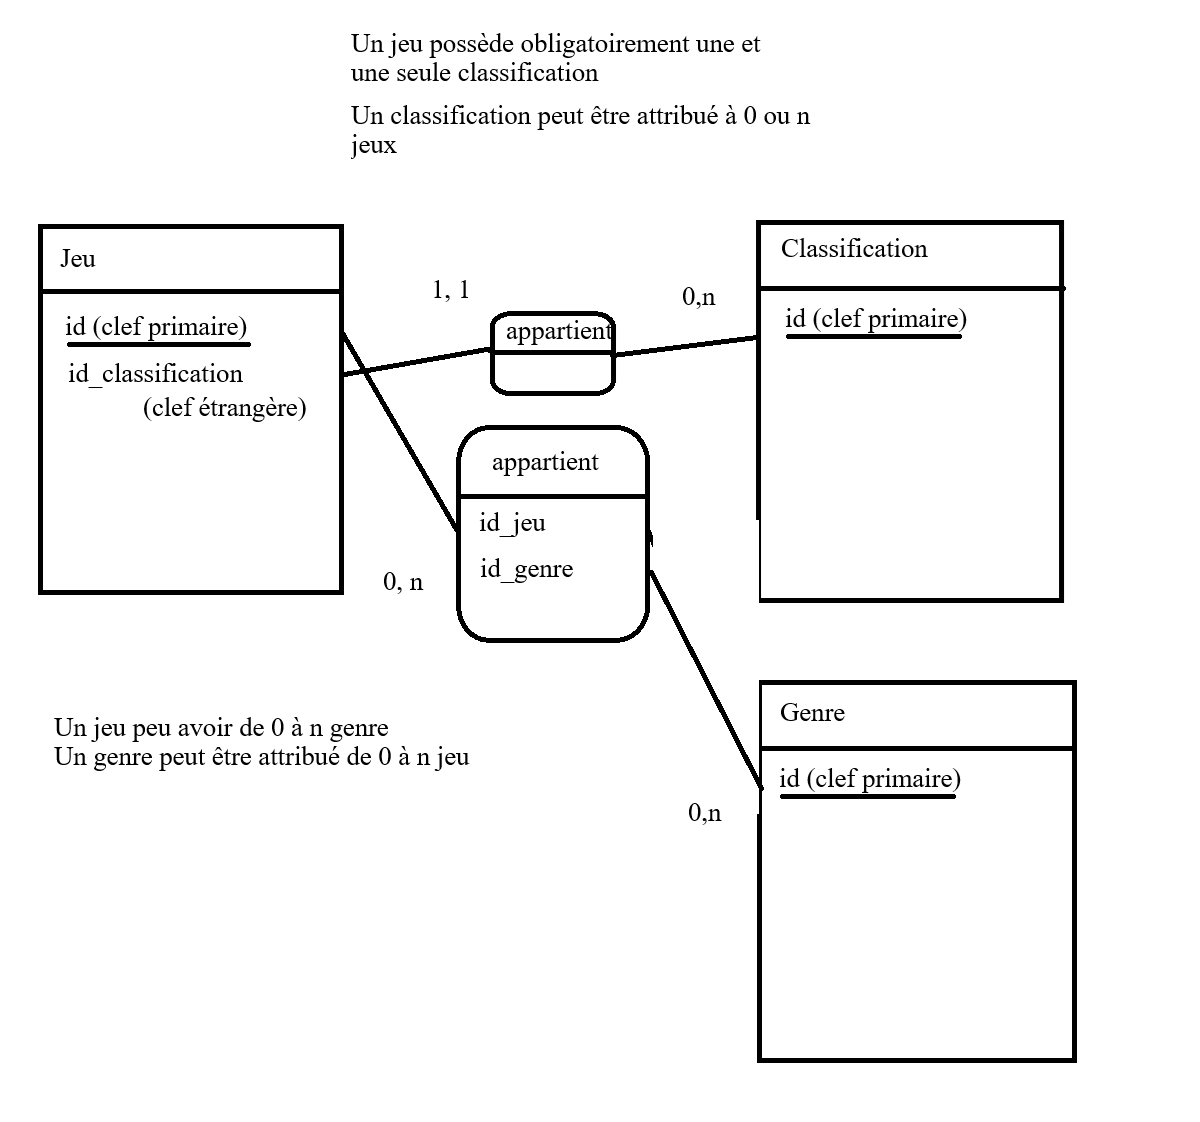 Un jeu possède obligatoirement une et
une seule classification
Un classification peut être attribué à 0 ou n
jeux
Jeu
id (clef primaire)
id_classification
(clef étrangère)
1, 1
appartient
0,n
Classification
id (clef primaire)
appartient
id_jeu
id_genre
0, n
Un jeu peu avoir de 0 à n genre
Un genre peut être attribué de 0 à n jeu
Genre
id (clef primaire)
0,n